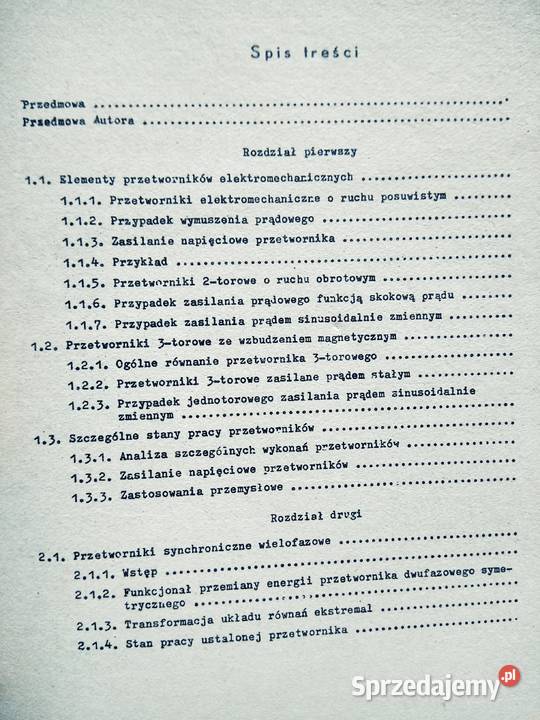 Spis treści
Przedmowa
Przedmowa Autora
Rozdział pierwszy
1.1. Elementy przetworników elektromechanicznych
1.1.1. Przetworniki elektromechaniczne o ruchu posuwistym
1.1.2. Przypadek wymuszenia prądowego
1.1.3. Zasilanie napięciowe przetwornika
1.1.4. Przykład
1.1.5. Przetworniki 2-torowe o ruchu obrotowym
1.1.6. Przypadek zasilania prądowego funkcją skokową prądu
1.1.7. Przypadek zasilania prądem sinusoidalnie zmiennym
1.2. Przetworniki 3-torowe ze wzbudzeniem magnetycznym
1.2.1. Ogólne równanie przetwornika 3-torowego
1.2.2. Przetworniki 3-torowe zasilane prądem stałym
1.2.3. Przypadek jednotorowego zasilania prądem sinusoidalnie
zmiennym
1.3. Szczególne stany pracy przetworników
1.3.1. Analiza szczególnych wykonań przetworników
1.3.2. Zasilanie napięciowe przetworników
1.3.3. Zastosowania przemysłowe
Rozdział drugi
2.1. Przetworniki synchroniczne wielofazowe
2.1.1. Wstęp
2.1.2. Funkcjonał przemiany energii przetwornika dwufazowego syme-
trycznego
2.1.3. Transformacja układu równań ekstremal
2.1.4. Stan pracy ustalonej przetwornika
Sprzedajemy.pl